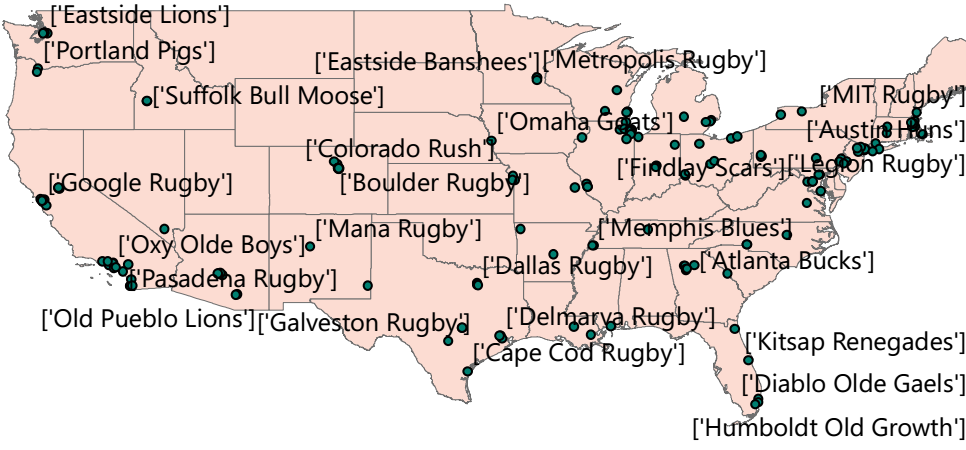 ['Eastside Lions']
['Portland Pigs']
['Eastside Banshees']
['Metropolis Rugby']
['Suffolk Bull Moose']
['MIT Rugby']
['Omaha Goats']
['Austin Huns']
['Colorado Rush']
['Findlay Scars']
['Legion Rugby']
['Google Rugby']
['Boulder Rugby']
['Mana Rugby']
['Memphis Blues']
['Oxy Olde Boys']
['Dallas Rugby']
['Atlanta Bucks']
['Pasadena Rugby']
['Old Pueblo Lions']
['Galveston Rugby']
['Delmarva Rugby']
['Kitsap Renegades']
['Cape Cod Rugby']
['Diablo Olde Gaels']
['Humboldt Old Growth']